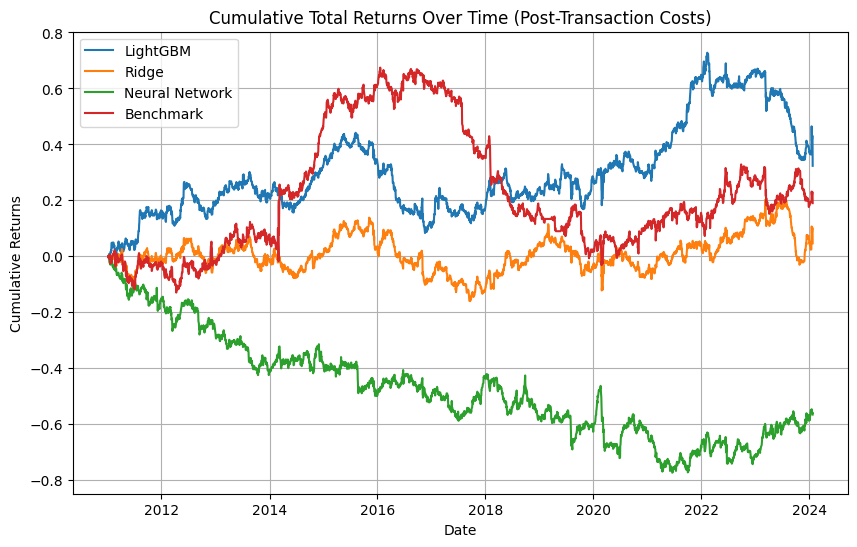 Cumulative Total Returns Over Time (Post-Transaction Costs)
LightGBM
Ridge
Neural Network
Benchmark
Cumulative Returns
0.8
0.6
0.4
0.2
0.0
−0.2
−0.4
−0.6
−0.8
2012
2014
2016
2018
2020
2022
2024
Date